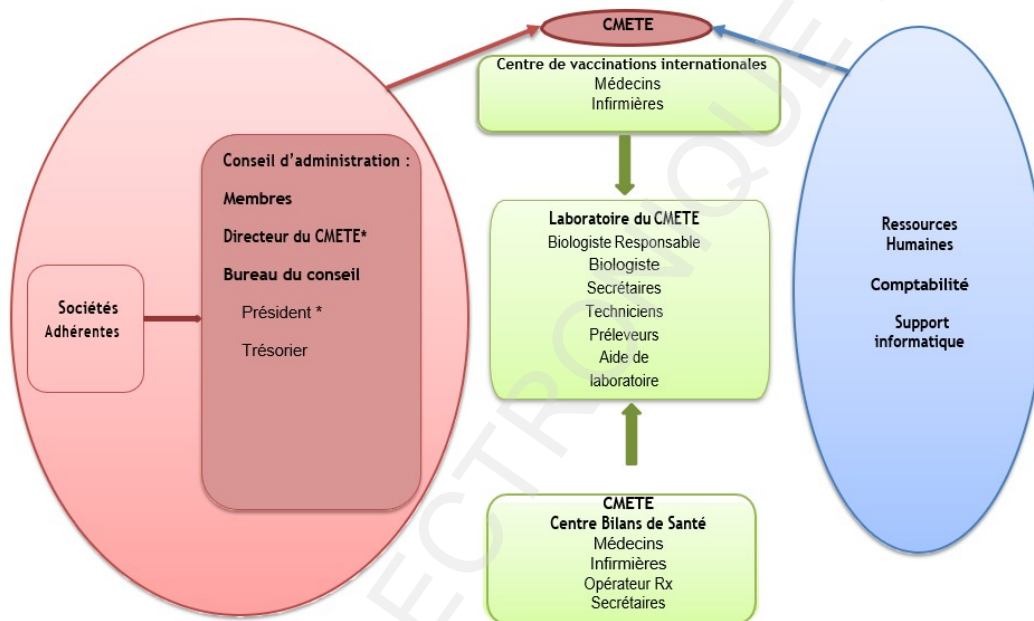 CMETE
Centre de vaccinations internationales
Médecins
Infirmières
Conseil d'administration :
Membres
Directeur du CMETE*
Bureau du conseil
Président *
Trésorier
Sociétés
Adhérentes
Laboratoire du CMETE
Biologiste Responsable
Biologiste
Secrétaires
Techniciens
Préleveurs
Aide de
laboratoire
Ressources
Humaines
Comptabilité
Support
informatique
CMETE
Centre Bilans de Santé
Médecins
Infirmières
Opérateur Rx
Secrétaires
ECTRONIQUE